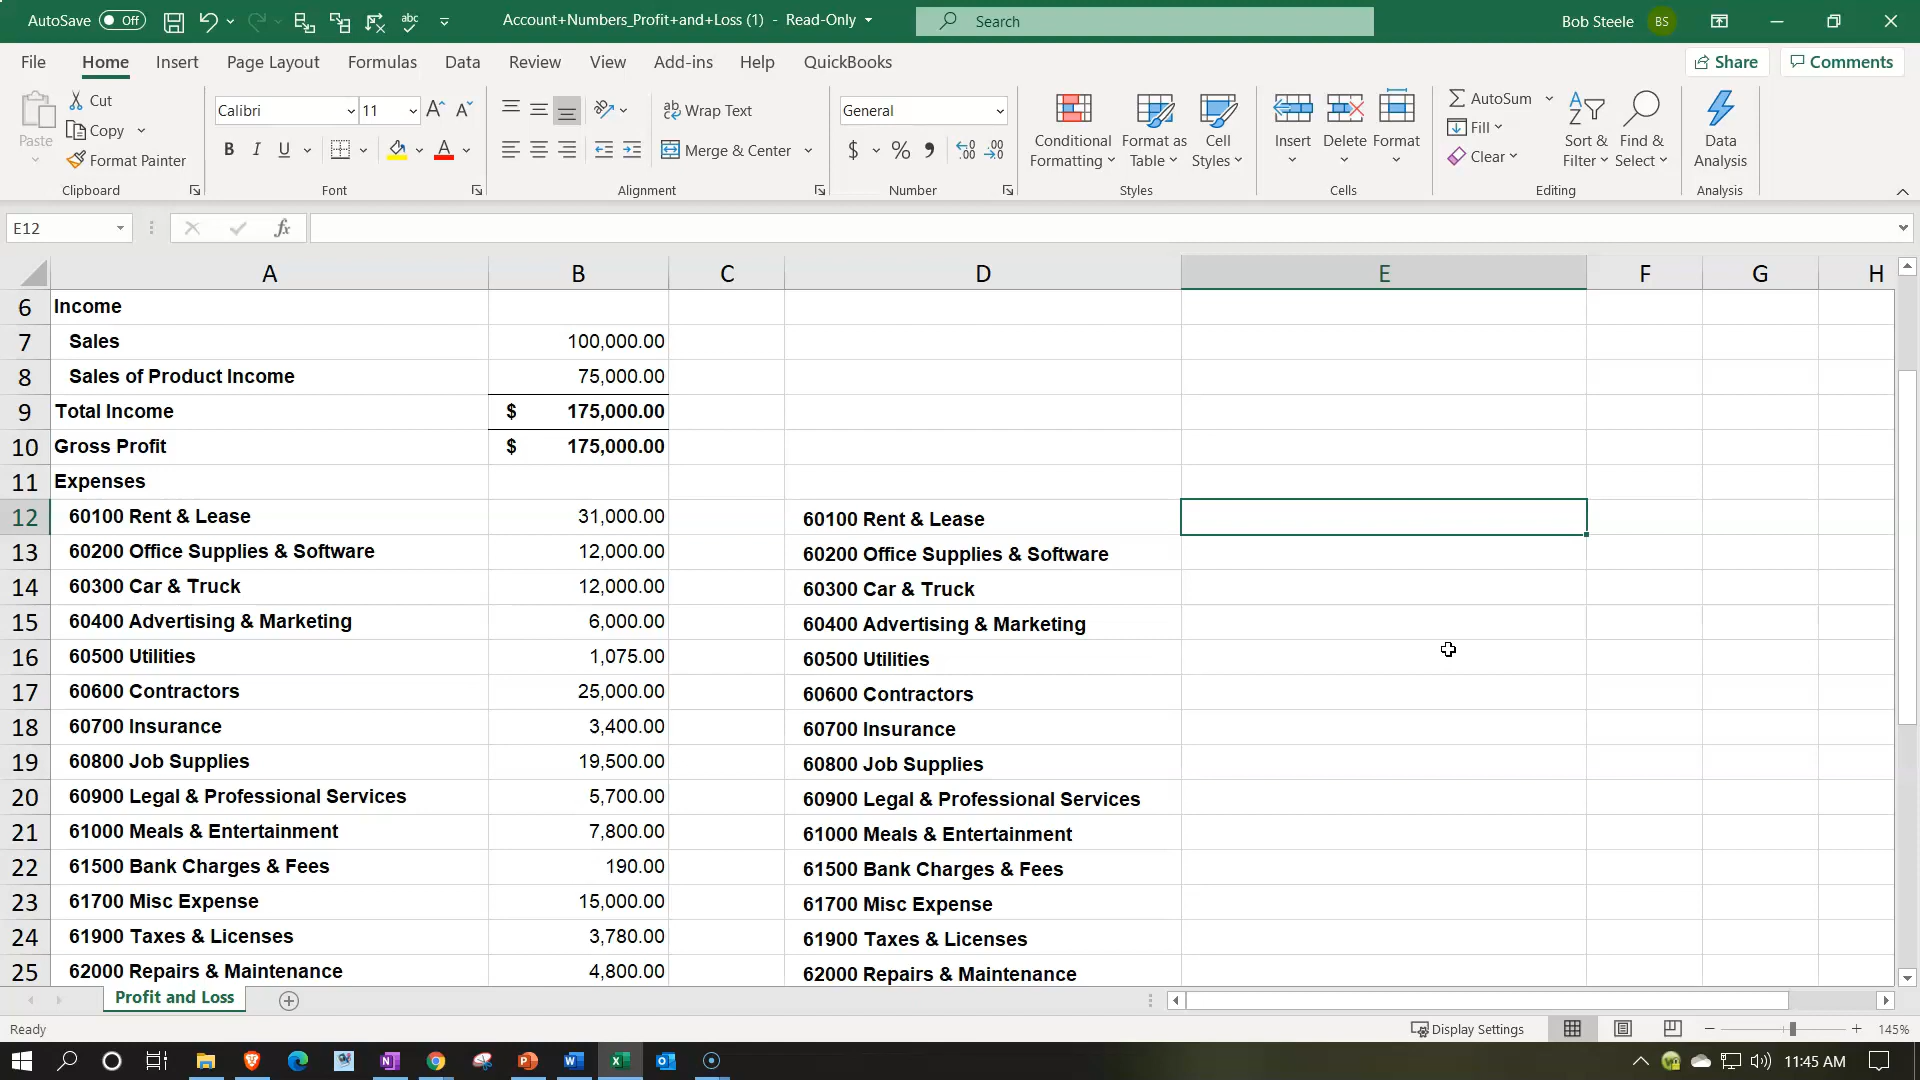 AutoSave Off
Account+Numbers_Profit+and+Loss (1) - Read-Only
Search
Bob Steele BS
File Home Insert Page Layout Formulas Data Review View Add-ins Help QuickBooks
Share Comments
Paste
Cut
Copy
Format Painter
Clipboard
Calibri 11
B I U
Font
Wrap Text
Merge & Center
Alignment
General
$ % 9
Number
Conditional Formatting
Format as Table
Cell Styles
Styles
Insert Delete Format
Cells
AutoSum
Fill
Clear
Sort & Filter
Find & Select
Editing
Data Analysis
Analysis
E12 fx
A B C D E F G H
6 Income
7 Sales 100,000.00
8 Sales of Product Income 75,000.00
9 Total Income $ 175,000.00
10 Gross Profit $ 175,000.00
11 Expenses
12 60100 Rent & Lease 31,000.00 60100 Rent & Lease
13 60200 Office Supplies & Software 12,000.00 60200 Office Supplies & Software
14 60300 Car & Truck 12,000.00 60300 Car & Truck
15 60400 Advertising & Marketing 6,000.00 60400 Advertising & Marketing
16 60500 Utilities 1,075.00 60500 Utilities
17 60600 Contractors 25,000.00 60600 Contractors
18 60700 Insurance 3,400.00 60700 Insurance
19 60800 Job Supplies 19,500.00 60800 Job Supplies
20 60900 Legal & Professional Services 5,700.00 60900 Legal & Professional Services
21 61000 Meals & Entertainment 7,800.00 61000 Meals & Entertainment
22 61500 Bank Charges & Fees 190.00 61500 Bank Charges & Fees
23 61700 Misc Expense 15,000.00 61700 Misc Expense
24 61900 Taxes & Licenses 3,780.00 61900 Taxes & Licenses
25 62000 Repairs & Maintenance 4,800.00 62000 Repairs & Maintenance
Profit and Loss
Ready
Display Settings
145%
11:45 AM